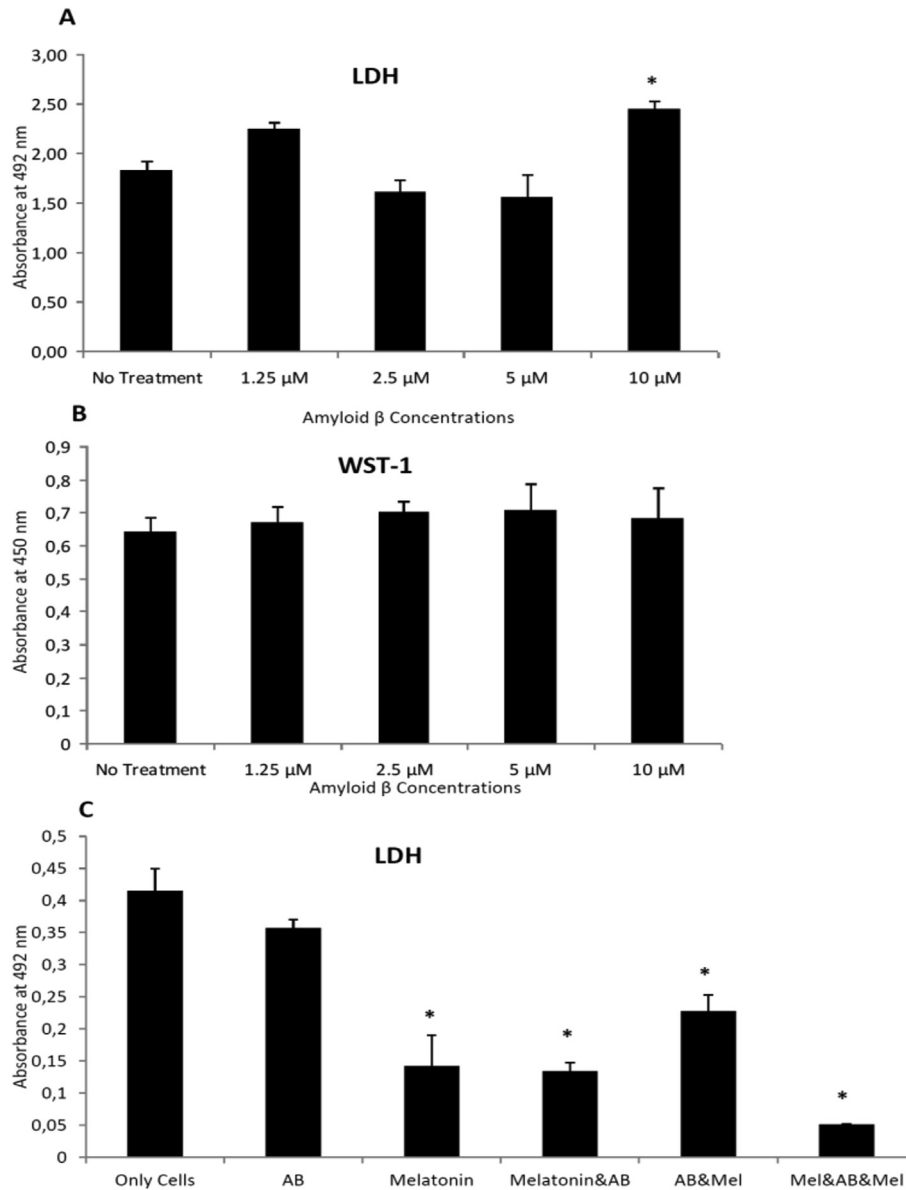 A
LDH
3,00
2,50
2,00
1,50
1,00
0,50
0,00
Absorbance at 492 nm
*
No Treatment 1.25 µM 2.5 µM 5 µM 10 µM
Amyloid β Concentrations
B
WST-1
0,9
0,8
0,7
0,6
0,5
0,4
0,3
0,2
0,1
0
Absorbance at 450 nm
No Treatment 1.25 µM 2.5 µM 5 µM 10 µM
Amyloid β Concentrations
C
LDH
0,5
0,45
0,4
0,35
0,3
0,25
0,2
0,15
0,1
0,05
0
Absorbance at 492 nm
* * * *
Only Cells AB Melatonin Melatonin&AB AB&Mel Mel&AB&Mel